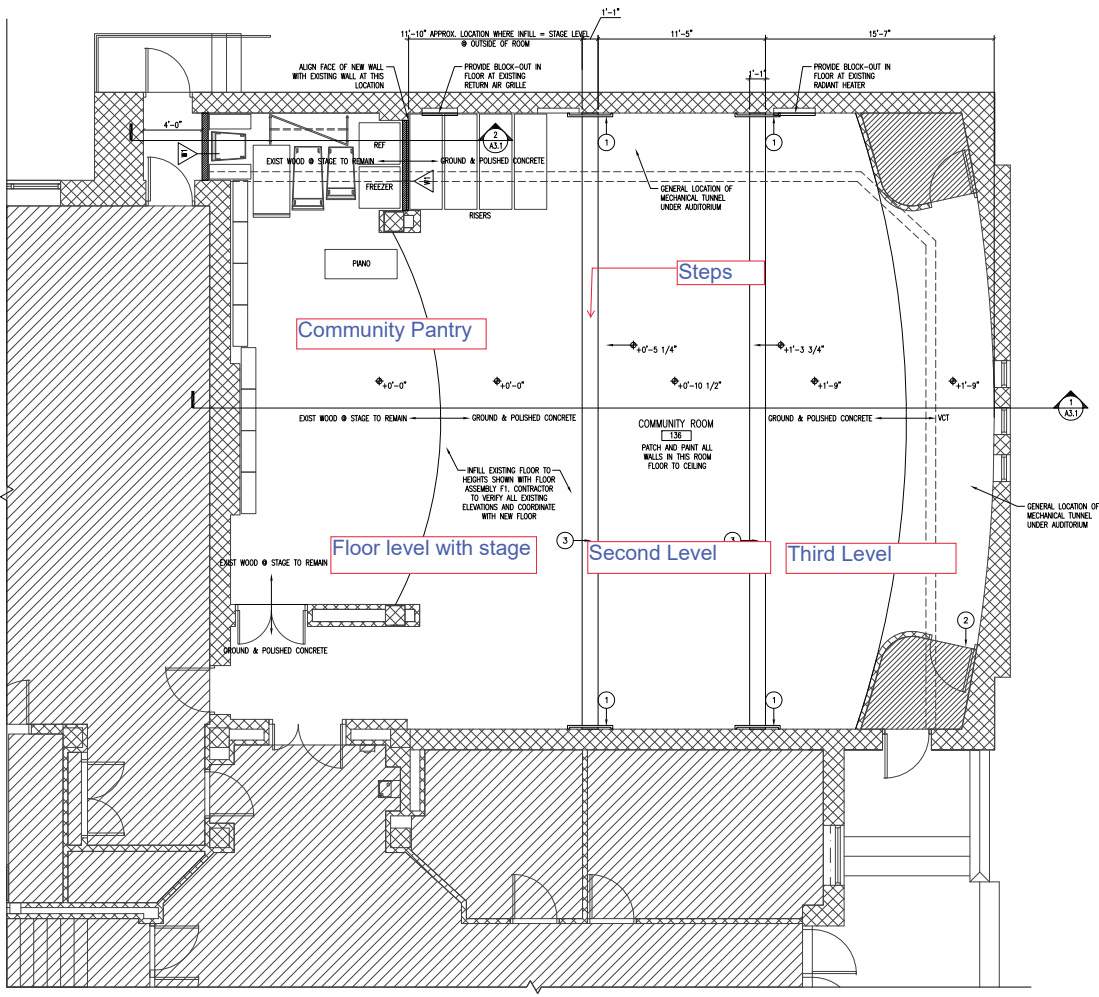 1'-1"
11'-10" APPROX. LOCATION WHERE INFILL = STAGE LEVEL
@ OUTSIDE OF ROOM
11'-5"
15'-7"
ALIGN FACE OF NEW WALL
WITH EXISTING WALL AT THIS
LOCATION
PROVIDE BLOCK-OUT IN
FLOOR AT EXISTING
RETURN AIR GRILLE
1'-1"
PROVIDE BLOCK-OUT IN
FLOOR AT EXISTING
RADIANT HEATER
4'-0"
2
A3.1
1
1
W1
REF
EXIST WOOD @ STAGE TO REMAIN
GROUND & POLISHED CONCRETE
FREEZER
W1
RISERS
GENERAL LOCATION OF
MECHANICAL TUNNEL
UNDER AUDITORIUM
PIANO
Steps
Community Pantry
+0'-5 1/4"
+1'-3 3/4"
+0'-0"
+0'-0"
+0'-10 1/2"
+1'-9"
+1'-9"
1
A3.1
EXIST WOOD @ STAGE TO REMAIN
GROUND & POLISHED CONCRETE
COMMUNITY ROOM
136
PATCH AND PAINT ALL
WALLS IN THIS ROOM
FLOOR TO CEILING
GROUND & POLISHED CONCRETE
VCT
INFILL EXISTING FLOOR TO
HEIGHTS SHOWN WITH FLOOR
ASSEMBLY F1. CONTRACTOR
TO VERIFY ALL EXISTING
ELEVATIONS AND COORDINATE
WITH NEW FLOOR
GENERAL LOCATION OF
MECHANICAL TUNNEL
UNDER AUDITORIUM
3
3
Floor level with stage
Second Level
Third Level
EXIST WOOD @ STAGE TO REMAIN
2
GROUND & POLISHED CONCRETE
1
1